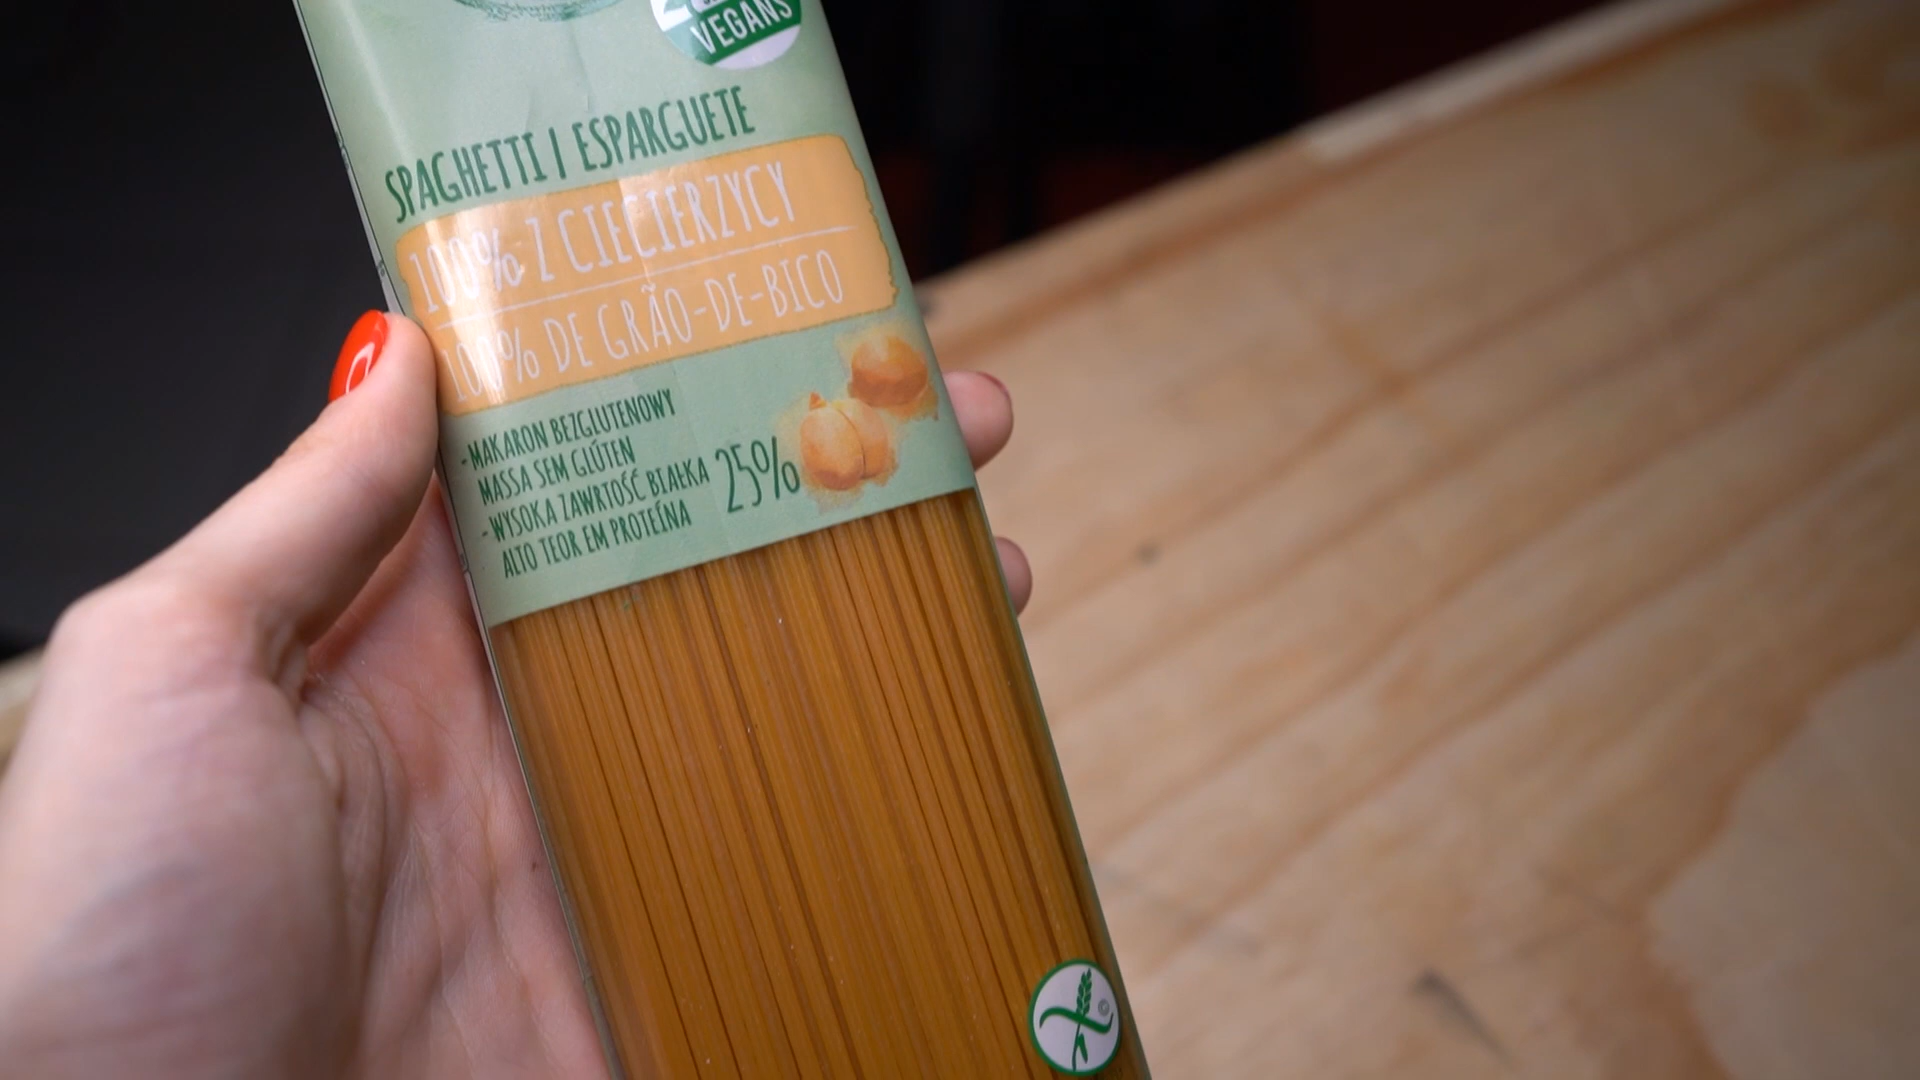 VEGANS
SPAGHETTI | ESPARGUETE
100% Z CIECIERZYCY
100% DE GRÃO-DE-BICO
- MAKARON BEZGLUTENOWY
MASSA SEM GLÚTEN
- WYSOKA ZAWARTOŚĆ BIAŁKA
ALTO TEOR EM PROTEÍNA
25%
©